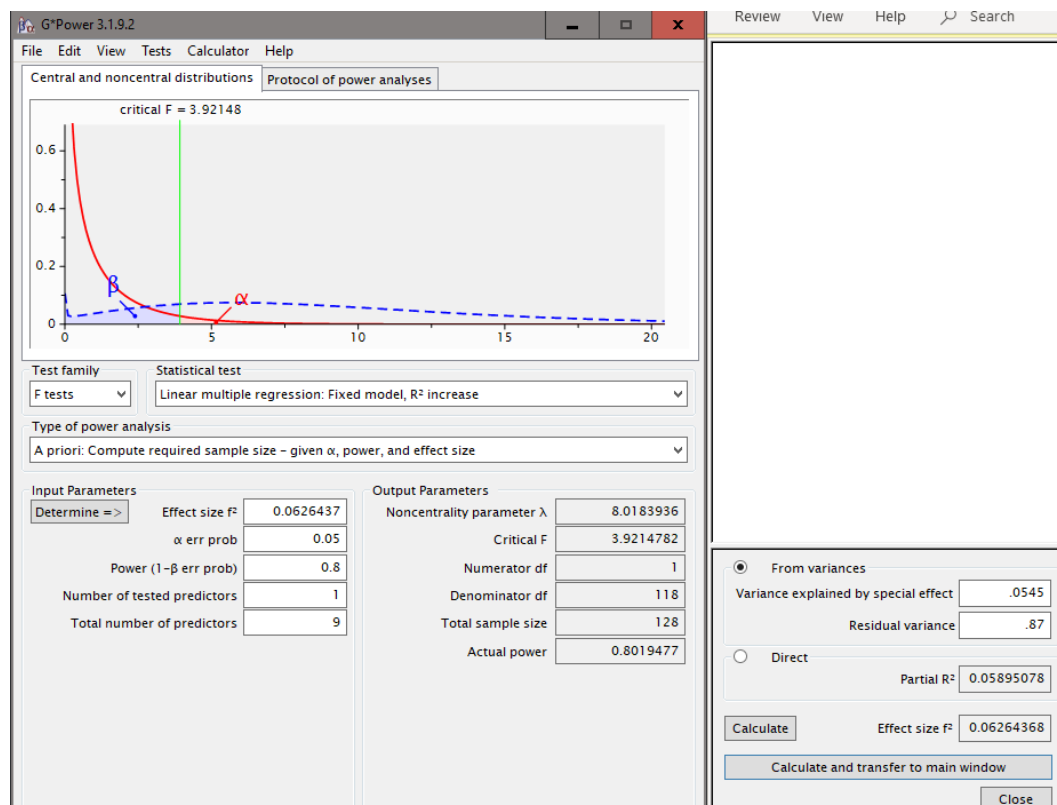 G*Power 3.1.9.2
Review View Help Search
File Edit View Tests Calculator Help
Central and noncentral distributions Protocol of power analyses
critical F = 3.92148
0.6
0.4
0.2
0
β
α
0 5 10 15 20
Test family Statistical test
F tests Linear multiple regression: Fixed model, R² increase
Type of power analysis
A priori: Compute required sample size – given α, power, and effect size
Input Parameters
Determine => Effect size f² 0.0626437
α err prob 0.05
Power (1-β err prob) 0.8
Number of tested predictors 1
Total number of predictors 9
Output Parameters
Noncentrality parameter λ 8.0183936
Critical F 3.9214782
Numerator df 1
Denominator df 118
Total sample size 128
Actual power 0.8019477
From variances
Variance explained by special effect .0545
Residual variance .87
Direct
Partial R² 0.05895078
Calculate Effect size f² 0.06264368
Calculate and transfer to main window
Close